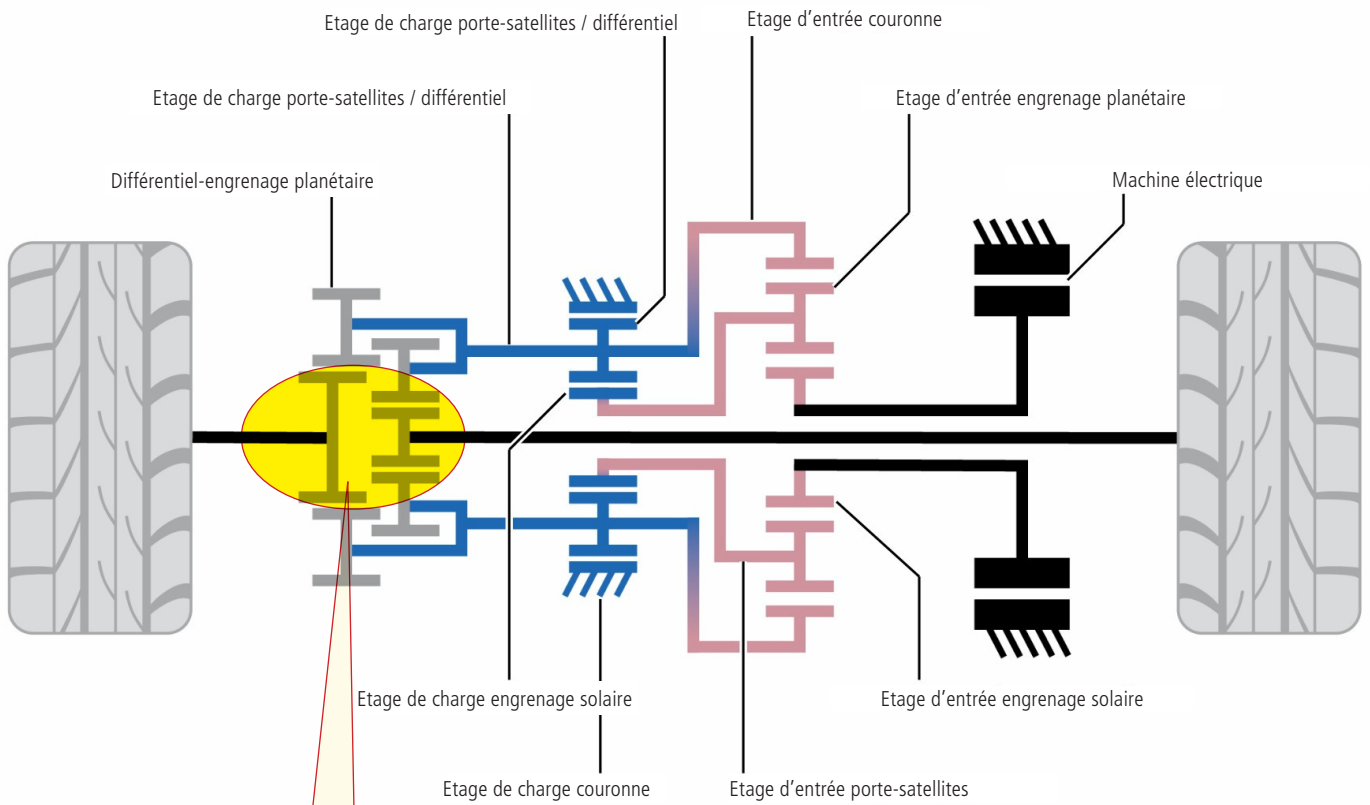 Etage de charge porte-satellites / différentiel
Etage d’entrée couronne
Etage de charge porte-satellites / différentiel
Etage d’entrée engrenage planétaire
Différentiel-engrenage planétaire
Machine électrique
Etage de charge engrenage solaire
Etage d’entrée engrenage solaire
Etage de charge couronne
Etage d’entrée porte-satellites